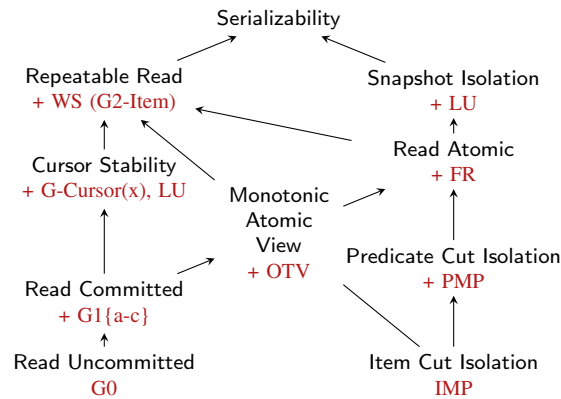 Serializability
Repeatable Read
+ WS (G2-Item)
Snapshot Isolation
+ LU
Cursor Stability
+ G-Cursor(x), LU
Read Atomic
+ FR
Monotonic
Atomic
View
+ OTV
Predicate Cut Isolation
+ PMP
Read Committed
+ G1{a-c}
Read Uncommitted
G0
Item Cut Isolation
IMP